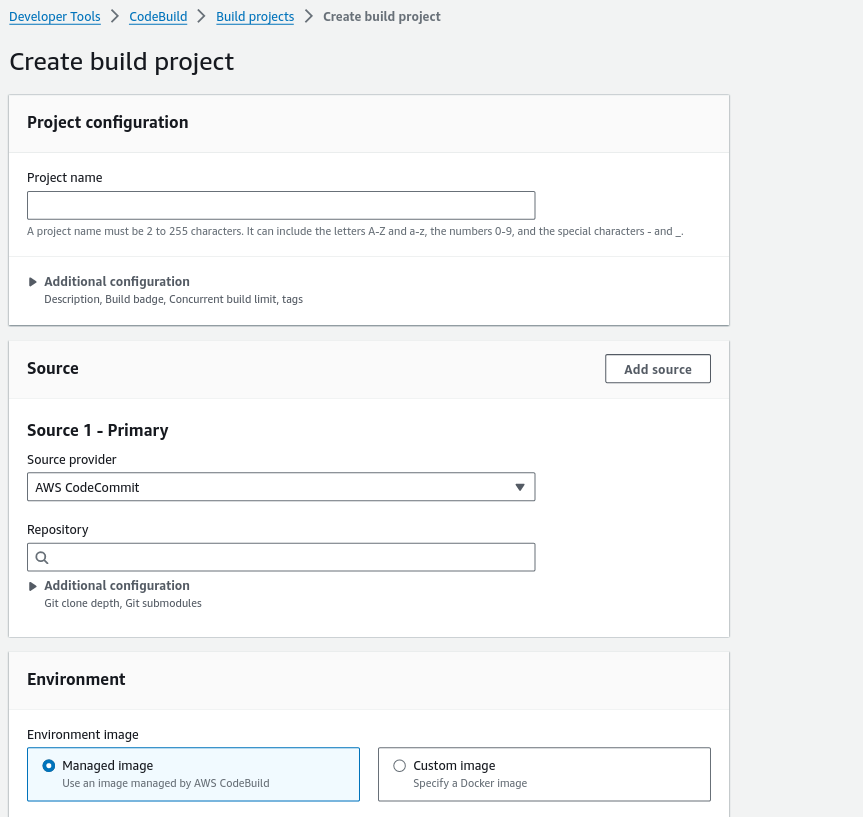 Developer Tools > CodeBuild > Build projects > Create build project
Create build project
Project configuration
Project name
A project name must be 2 to 255 characters. It can include the letters A-Z and a-z, the numbers 0-9, and the special characters - and _.
Additional configuration
Description, Build badge, Concurrent build limit, tags
Source
Add source
Source 1 - Primary
Source provider
AWS CodeCommit
Repository
Additional configuration
Git clone depth, Git submodules
Environment
Environment image
Managed image
Use an image managed by AWS CodeBuild
Custom image
Specify a Docker image